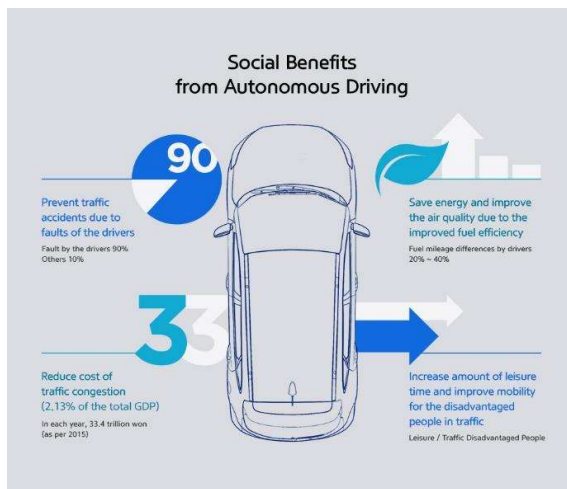 Social Benefits
from Autonomous Driving
90
Prevent traffic
accidents due to
faults of the drivers
Fault by the drivers 90%
Others 10%
Save energy and improve
the air quality due to the
improved fuel efficiency
Fuel mileage differences by drivers
20% ~ 40%
33
Reduce cost of
traffic congestion
(2,13% of the total GDP)
In each year, 33.4 trillion won
(as per 2015)
Increase amount of leisure
time and improve mobility
for the disadvantaged
people in traffic
Leisure / Traffic Disadvantaged People